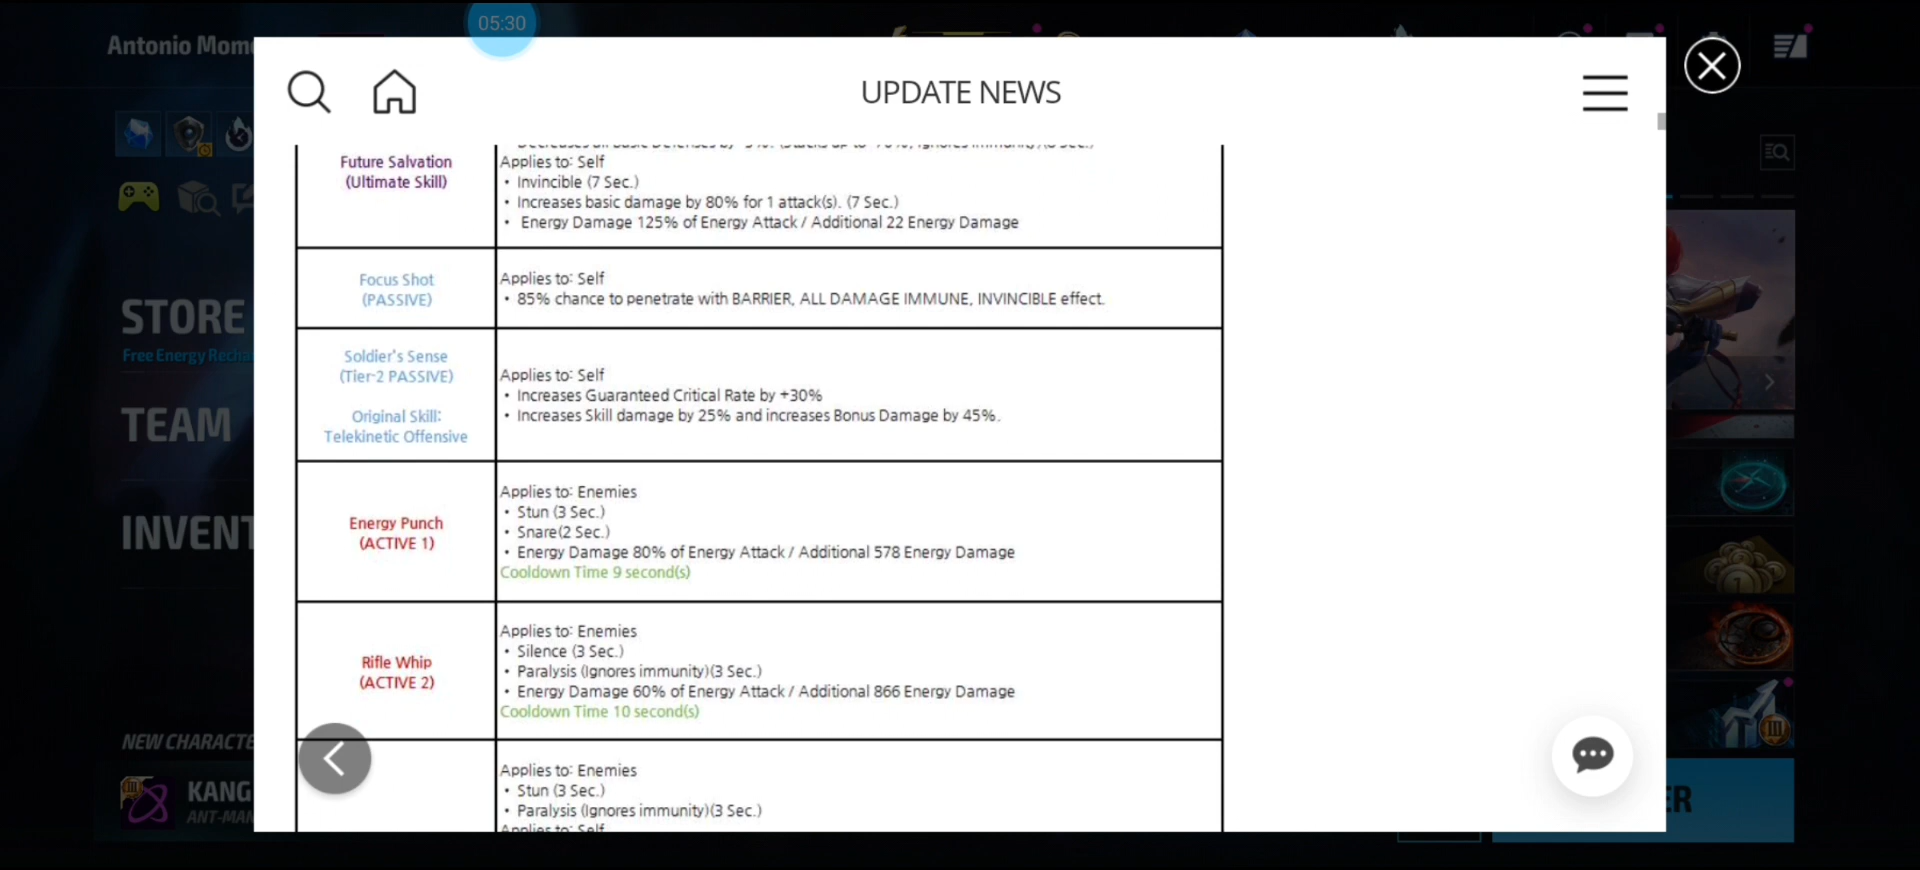 Antonio Mom
05:30
UPDATE NEWS
Future Salvation
(Ultimate Skill)
Applies to: Self
• Invincible (7 Sec.)
• Increases basic damage by 80% for 1 attack(s). (7 Sec.)
• Energy Damage 125% of Energy Attack / Additional 22 Energy Damage
Focus Shot
(PASSIVE)
Applies to: Self
• 85% chance to penetrate with BARRIER, ALL DAMAGE IMMUNE, INVINCIBLE effect.
Soldier's Sense
(Tier-2 PASSIVE)
Original Skill:
Telekinetic Offensive
Applies to: Self
• Increases Guaranteed Critical Rate by +30%
• Increases Skill damage by 25% and increases Bonus Damage by 45%.
Energy Punch
(ACTIVE 1)
Applies to: Enemies
• Stun (3 Sec.)
• Snare(2 Sec.)
• Energy Damage 80% of Energy Attack / Additional 578 Energy Damage
Cooldown Time 9 second(s)
Rifle Whip
(ACTIVE 2)
Applies to: Enemies
• Silence (3 Sec.)
• Paralysis (Ignores immunity)(3 Sec.)
• Energy Damage 60% of Energy Attack / Additional 866 Energy Damage
Cooldown Time 10 second(s)
Applies to: Enemies
• Stun (3 Sec.)
• Paralysis (Ignores immunity)(3 Sec.)
Applies to: Self
STORE
Free Energy Recha
TEAM
INVENT
NEW CHARACTE
KANG
ANT-MAN
ER